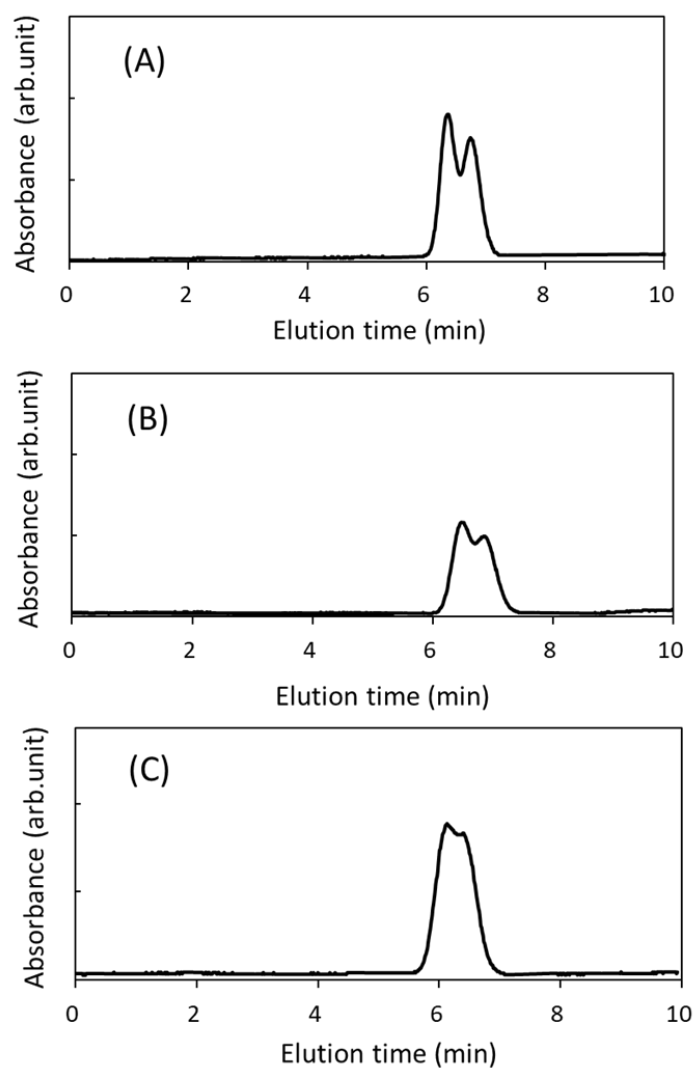 (A)
Absorbance (arb.unit)
0 2 4 6 8 10
Elution time (min)
(B)
Absorbance (arb.unit)
0 2 4 6 8 10
Elution time (min)
(C)
Absorbance (arb.unit)
0 2 4 6 8 10
Elution time (min)